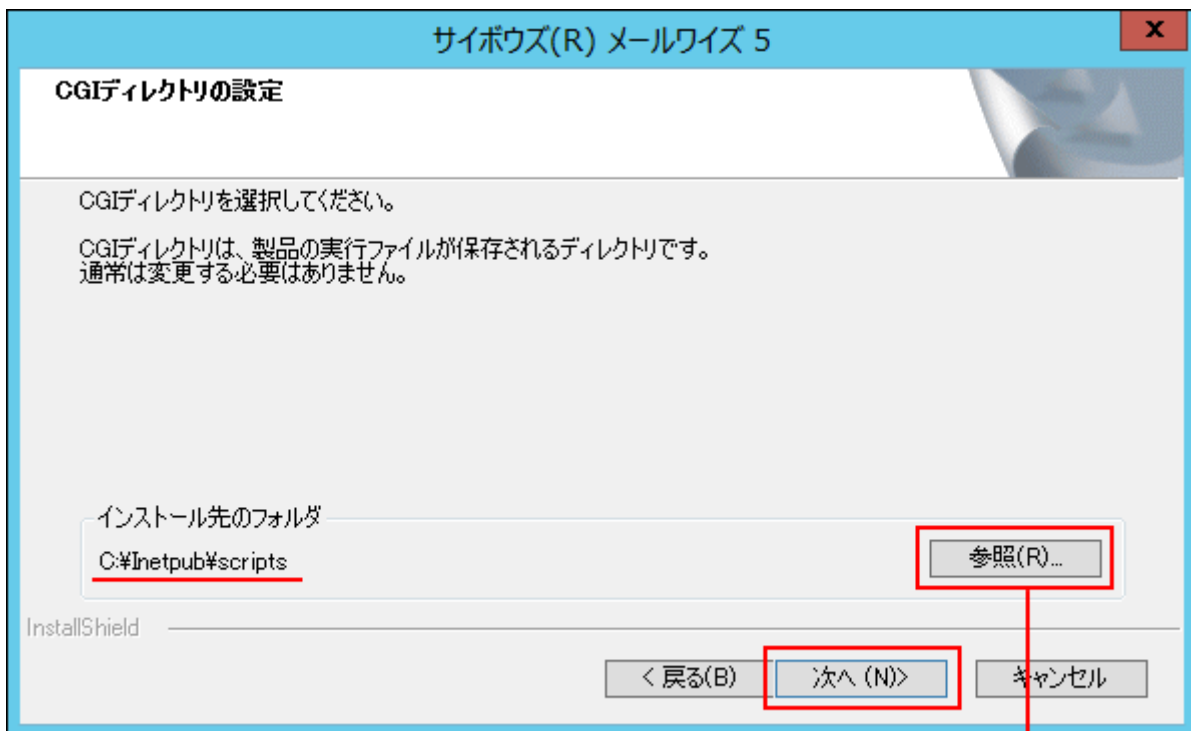 サイボウズ(R) メールワイズ 5
x
CGIディレクトリの設定
CGIディレクトリを選択してください。
CGIディレクトリは、製品の実行ファイルが保存されるディレクトリです。
通常は変更する必要はありません。
インストール先のフォルダ
C:¥Inetpub¥scripts
参照(R)...
InstallShield
< 戻る(B)
次へ (N)>
キャンセル